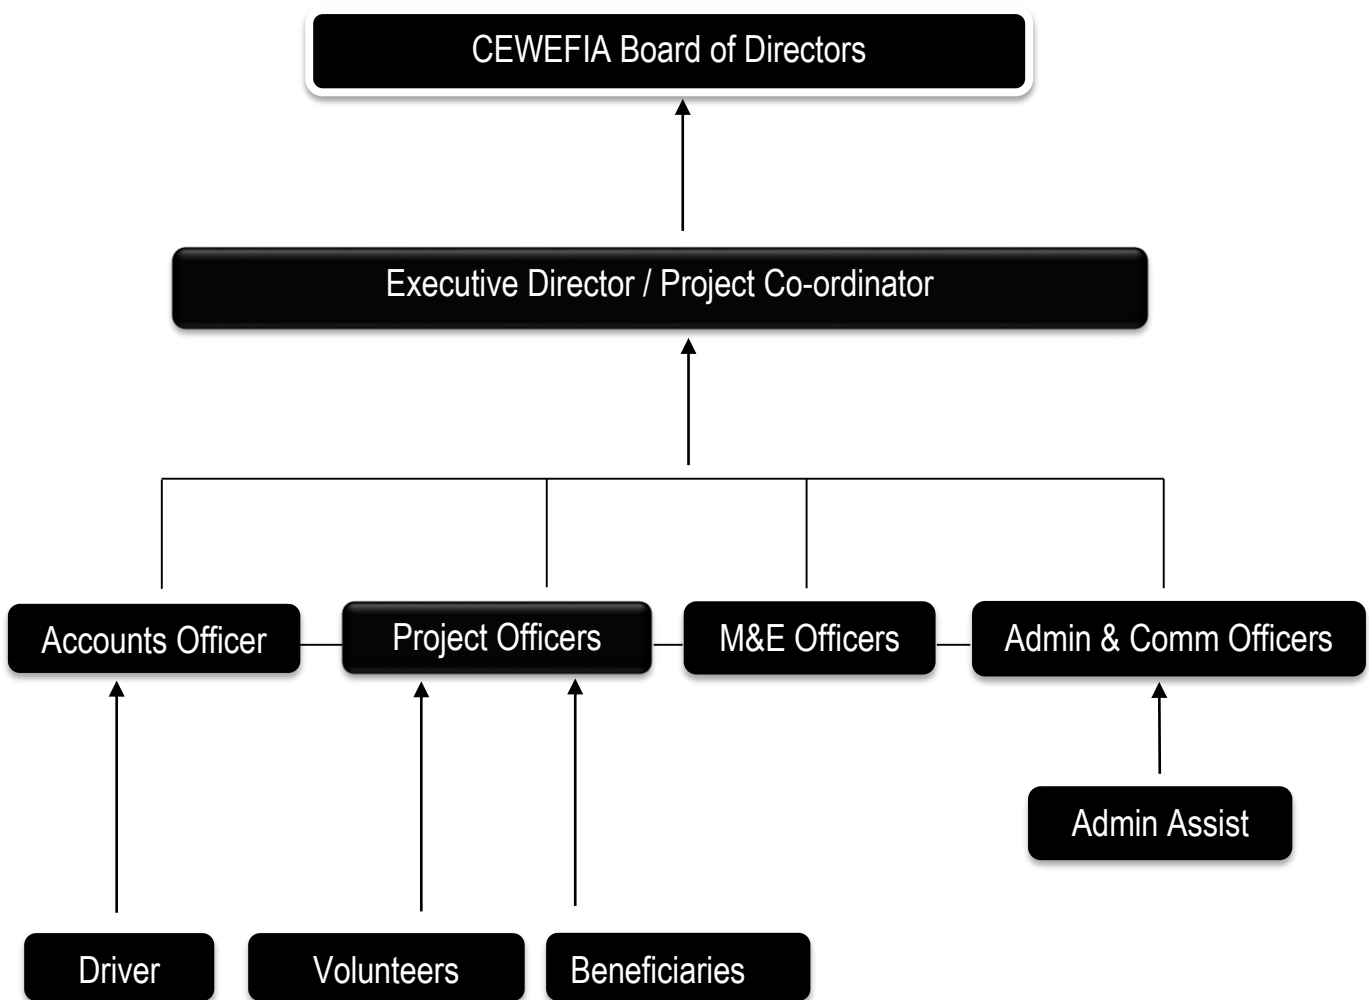 CEWEFIA Board of Directors
Executive Director / Project Co-ordinator
Accounts Officer
Project Officers
M&E Officers
Admin & Comm Officers
Admin Assist
Driver
Volunteers
Beneficiaries